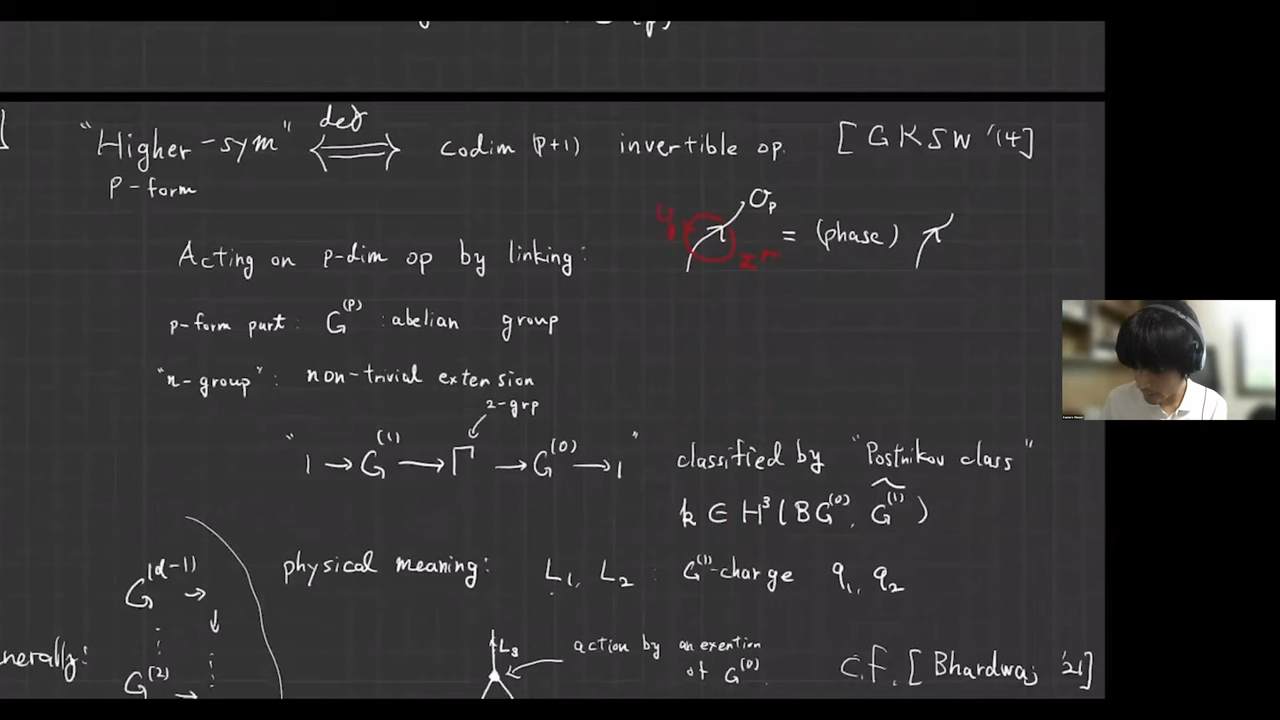 "Higher-sym" ⟺ def codim (p+1) invertible op. [GKSW '14]
p-form
O_p
U = (phase)
Acting on p-dim op by linking:
p-form part: G^(p) : abelian group
"n-group": non-trivial extension
2-grp
" 1 → G^(1) → Γ → G^(0) → 1 " classified by "Postnikov class"
k ∈ H^3(BG^(0), G^(1))
physical meaning: L_1, L_2 : G^(1)-charge q_1, q_2
G^(d-1) →
nerally:
G^(2) →
L_3
action by an exention
of G^(0)
c.f. [Bhardwaj '21]